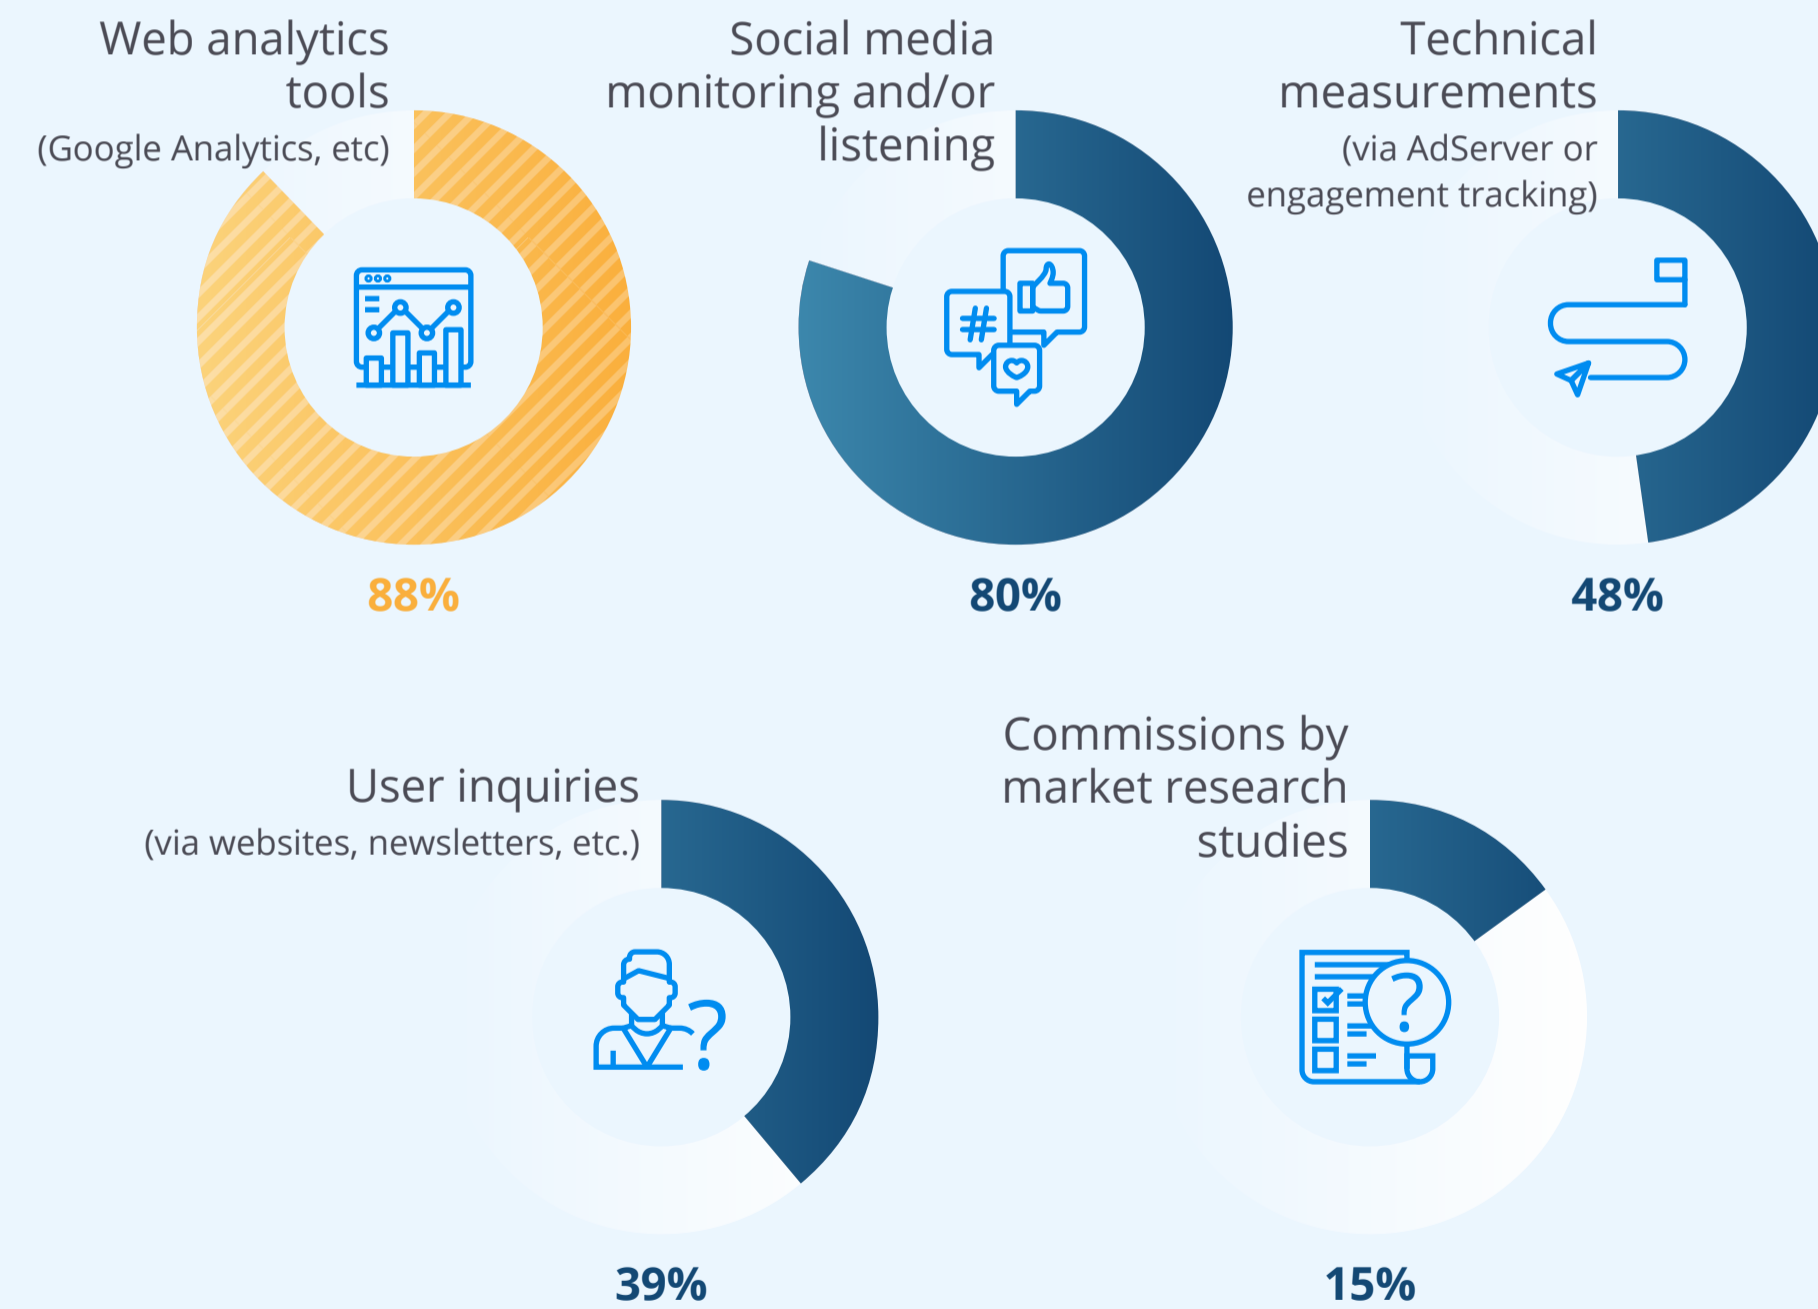 Web analytics
tools
(Google Analytics, etc)
88%
Social media
monitoring and/or
listening
#
80%
Technical
measurements
(via AdServer or
engagement tracking)
48%
User inquiries
(via websites, newsletters, etc.)
?
39%
Commissions by
market research
studies
?
15%